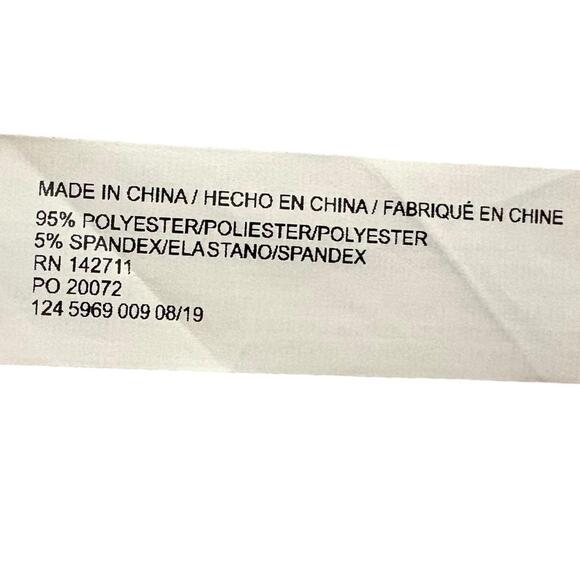 MADE IN CHINA / HECHO EN CHINA / FABRIQUÉ EN CHINE
95% POLYESTER/POLIESTER/POLYESTER
5% SPANDEX/ELASTANO/SPANDEX
RN 142711
PO 20072
124 5969 009 08/19